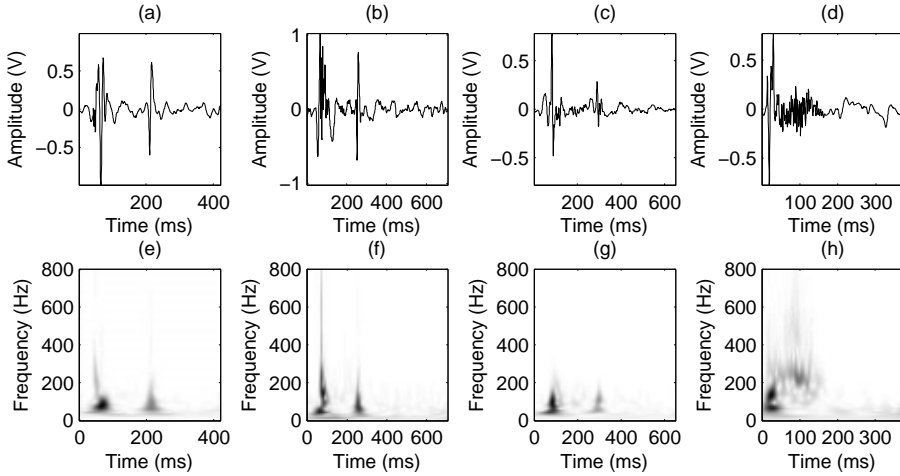 (a) (b) (c) (d)
Amplitude (V) Amplitude (V) Amplitude (V) Amplitude (V)
0.5 1 0.5 0.5
0 0 0 0
−0.5 −1 −0.5 −0.5
0 200 400 0 200 400 600 0 200 400 600 100 200 300
Time (ms) Time (ms) Time (ms) Time (ms)
(e) (f) (g) (h)
Frequency (Hz) Frequency (Hz) Frequency (Hz) Frequency (Hz)
800 800 800 800
600 600 600 600
400 400 400 400
200 200 200 200
0 0 0 0
0 200 400 0 200 400 600 0 200 400 600 0 100 200 300
Time (ms) Time (ms) Time (ms) Time (ms)